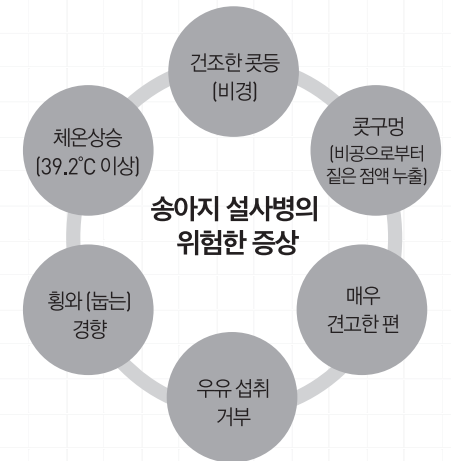 건조한 콧등
(비경)
콧구멍
(비공으로부터
짙은 점액 누출)
매우
견고한 편
우유 섭취
거부
횡와 (눕는)
경향
체온상승
(39.2℃ 이상)
송아지 설사병의
위험한 증상